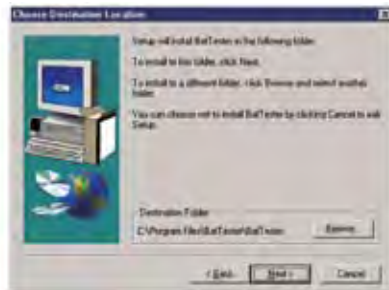 Choose Destination Location
Setup will install BatTester in the following folder.
To install to this folder, click Next.
To install to a different folder, click Browse and select another
folder.
You can choose not to install BatTester by clicking Cancel to exit
Setup.
Destination Folder
C:\Program Files\BatTester\BatTester
Browse...
< Back
Next >
Cancel